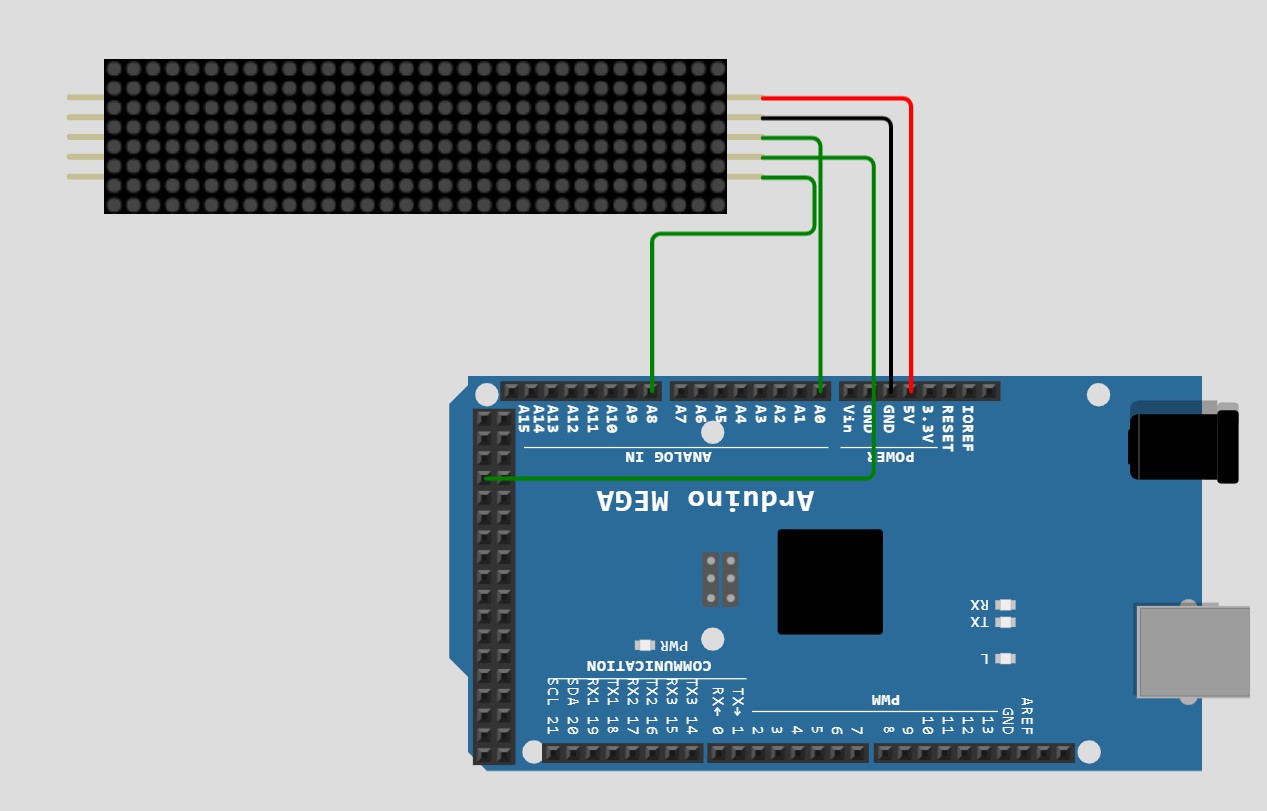 A15
A14
A13
A12
A11
A10
A9
A8
A7
A6
A5
A4
A3
A2
A1
A0
Vin
GND
GND
5V
3.3V
RESET
IOREF
ANALOG IN
POWER
Arduino MEGA
RX
TX
L
PWR
COMMUNICATION
SCL 21
SDA 20
RX1 19
TX1 18
RX2 17
TX2 16
RX3 15
TX3 14
RX← 0
TX→ 1
2
3
4
5
6
7
PWM
8
9
10
11
12
13
GND
AREF